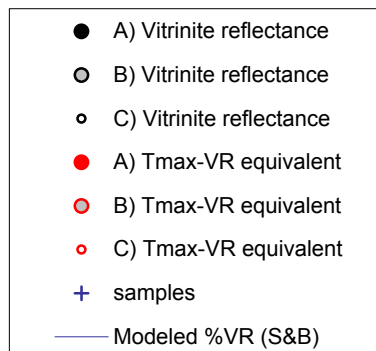 A) Vitrinite reflectance
B) Vitrinite reflectance
C) Vitrinite reflectance
A) Tmax-VR equivalent
B) Tmax-VR equivalent
C) Tmax-VR equivalent
samples
Modeled %VR (S&B)